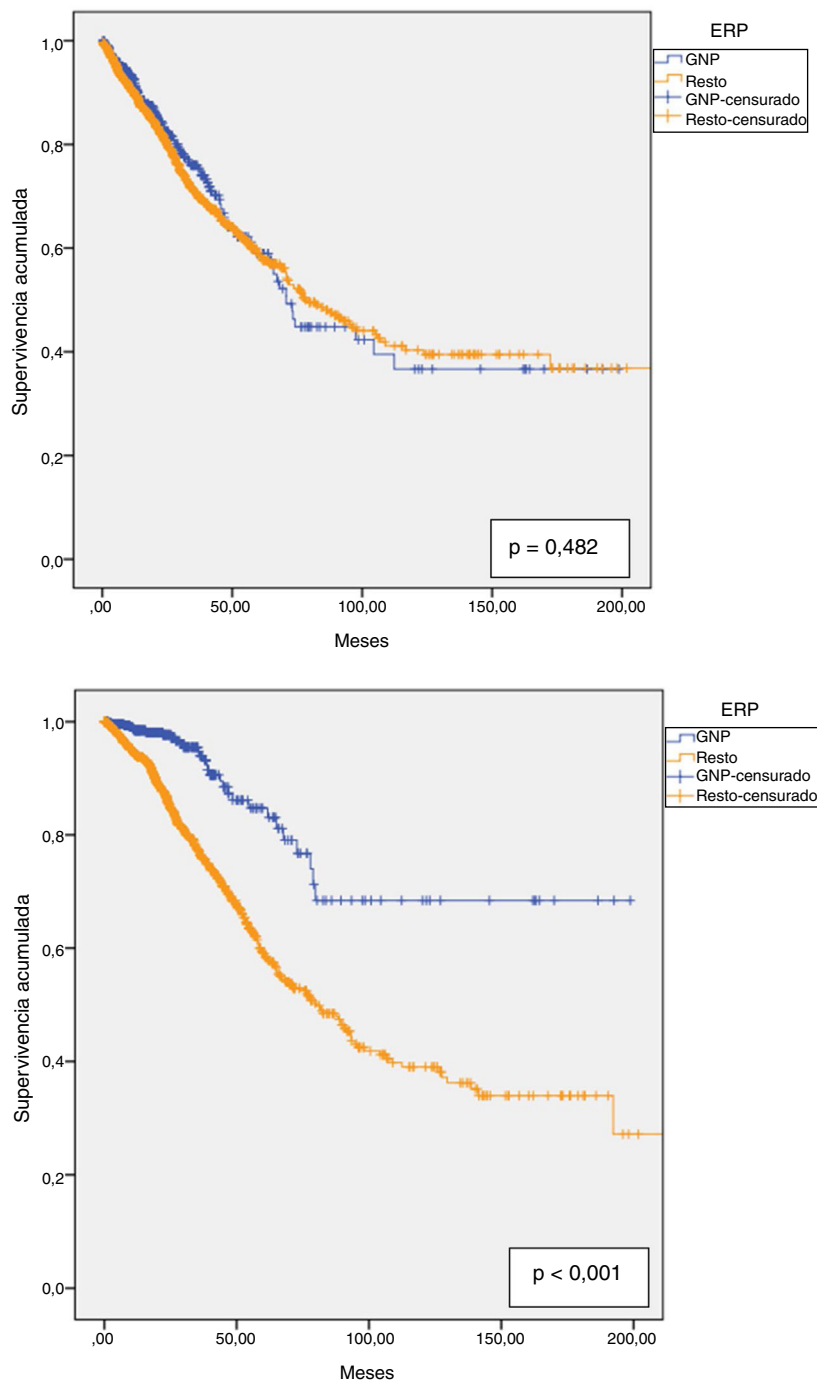 ERP
GNP
Resto
GNP-censurado
Resto-censurado
Supervivencia acumulada
1,0
0,8
0,6
0,4
0,2
0,0
p = 0,482
,00
50,00
100,00
150,00
200,00
Meses
ERP
GNP
Resto
GNP-censurado
Resto-censurado
Supervivencia acumulada
1,0
0,8
0,6
0,4
0,2
0,0
p < 0,001
,00
50,00
100,00
150,00
200,00
Meses